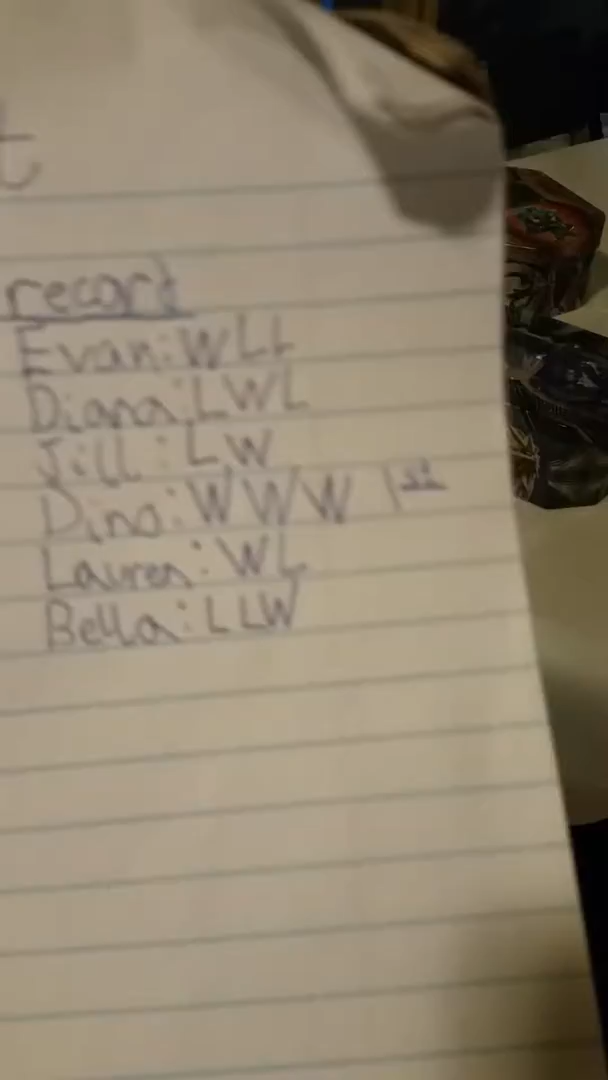 t
record
Evan: WLL
Diana: LWL
Jill: LW
Dino: WWW 1st
Lauren: WL
Bella: LLW